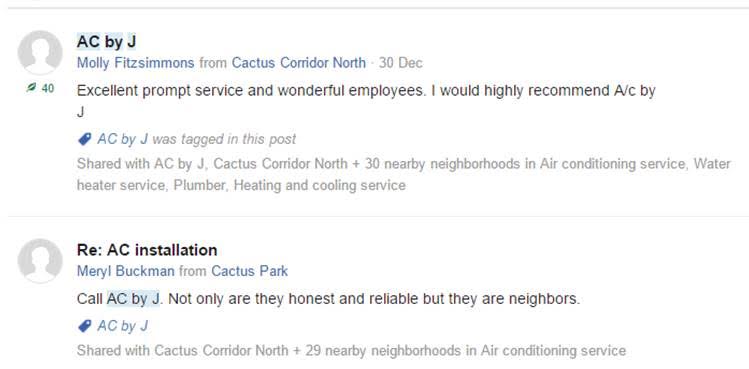 AC by J
Molly Fitzsimmons from Cactus Corridor North · 30 Dec
40
Excellent prompt service and wonderful employees. I would highly recommend A/c by
J
AC by J was tagged in this post
Shared with AC by J, Cactus Corridor North + 30 nearby neighborhoods in Air conditioning service, Water
heater service, Plumber, Heating and cooling service
Re: AC installation
Meryl Buckman from Cactus Park
Call AC by J. Not only are they honest and reliable but they are neighbors.
AC by J
Shared with Cactus Corridor North + 29 nearby neighborhoods in Air conditioning service